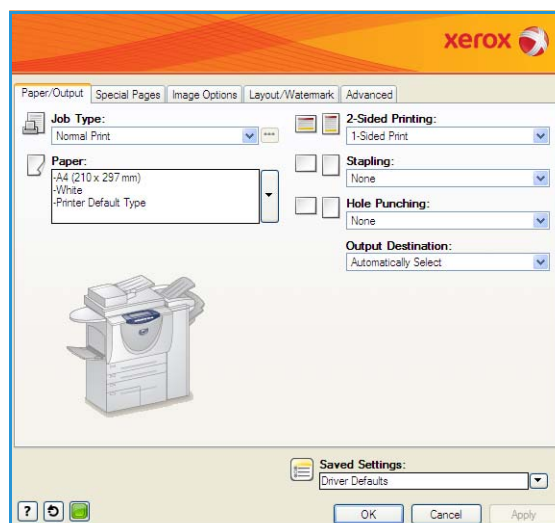 xerox
Paper/Output Special Pages Image Options Layout/Watermark Advanced
Job Type:
Normal Print
Paper:
-A4 (210 x 297 mm)
-White
-Printer Default Type
2-Sided Printing:
1-Sided Print
Stapling:
None
Hole Punching:
None
Output Destination:
Automatically Select
Saved Settings:
Driver Defaults
?
OK Cancel Apply